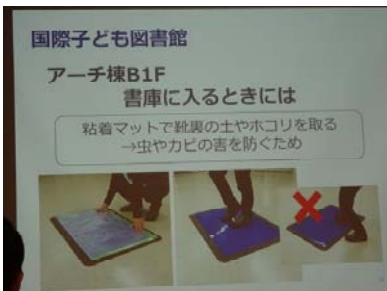 国際子ども図書館
アーチ棟B1F
書庫に入るときには
粘着マットで靴裏の土やホコリを取る
→虫やカビの害を防ぐため